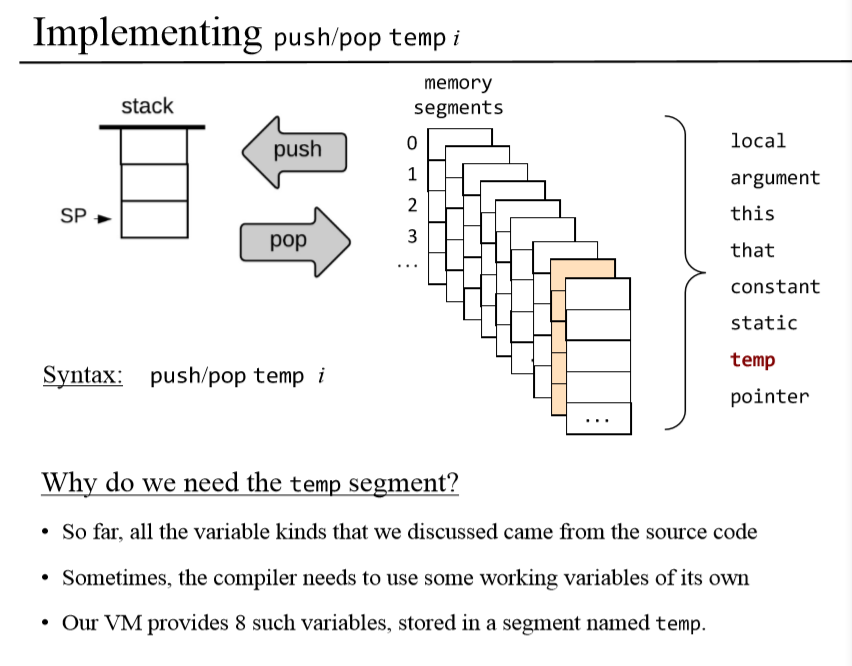 Implementing push/pop temp i
memory
segments
stack
push
pop
SP
0
1
2
3
...
...
local
argument
this
that
constant
static
temp
pointer
Syntax: push/pop temp i
Why do we need the temp segment?
• So far, all the variable kinds that we discussed came from the source code
• Sometimes, the compiler needs to use some working variables of its own
• Our VM provides 8 such variables, stored in a segment named temp.